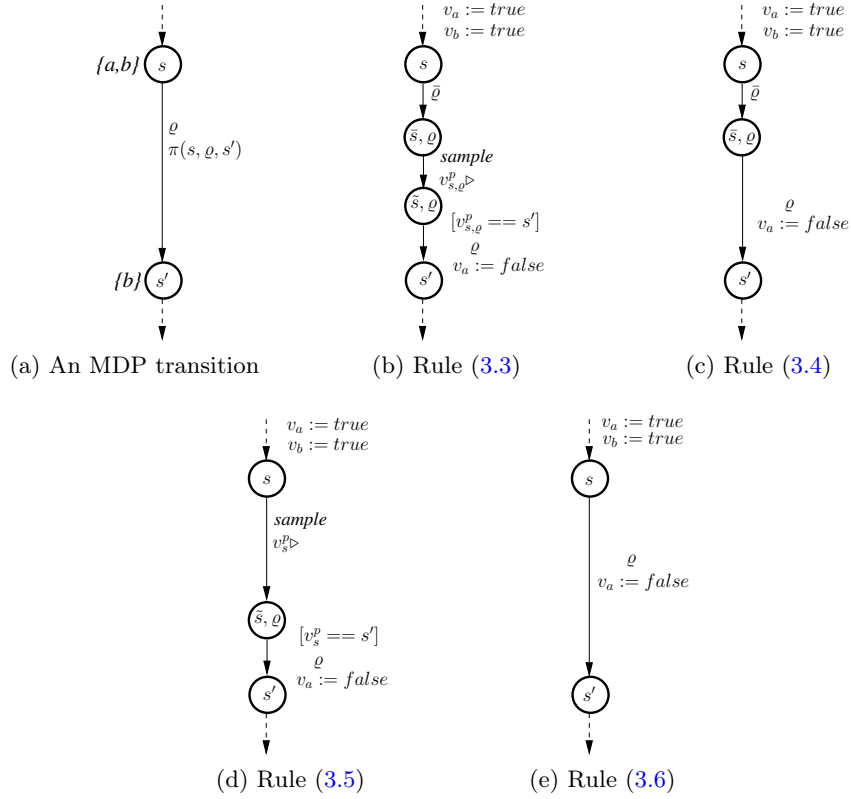 {a,b}
s
ϱ
π(s, ϱ, s′)
{b}
s′
(a) An MDP transition
v_a := true
v_b := true
s
ϱ̄
s̄, ϱ
sample
v^p_{s,ϱ}▷
s̃, ϱ
[v^p_{s,ϱ} == s′]
ϱ
v_a := false
s′
(b) Rule (3.3)
v_a := true
v_b := true
s
ϱ̄
s̄, ϱ
ϱ
v_a := false
s′
(c) Rule (3.4)
v_a := true
v_b := true
s
sample
v^p_s▷
s̃, ϱ
[v^p_s == s′]
ϱ
v_a := false
s′
(d) Rule (3.5)
v_a := true
v_b := true
s
ϱ
v_a := false
s′
(e) Rule (3.6)